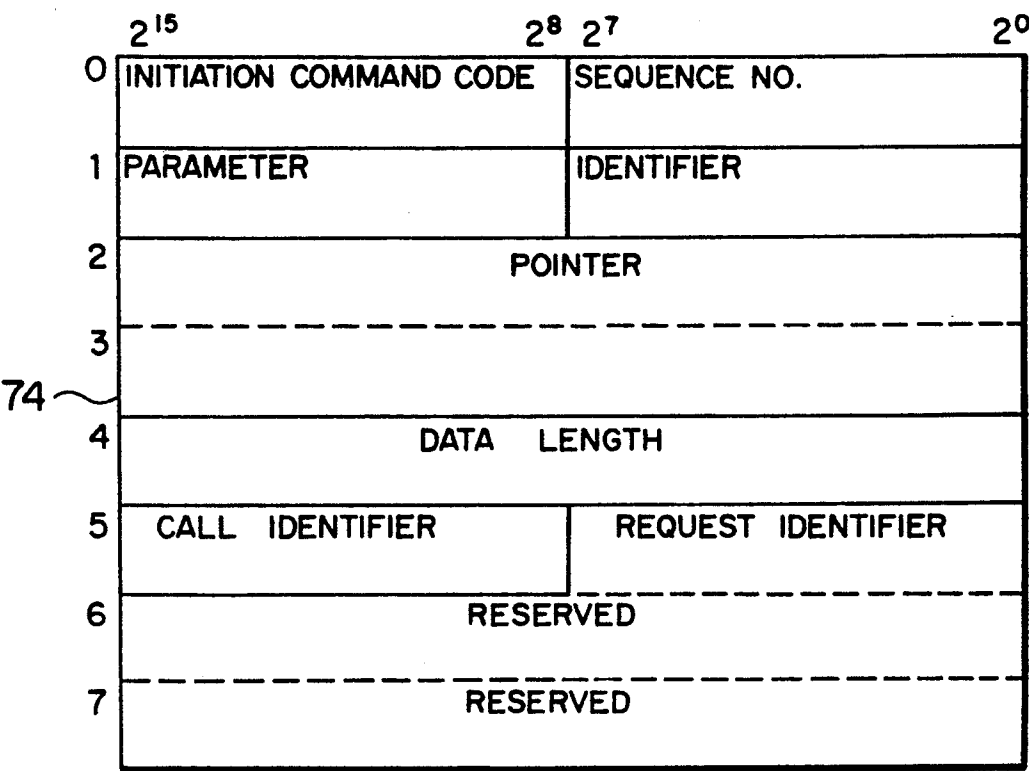 2¹⁵ 2⁸ 2⁷ 2⁰
0 INITIATION COMMAND CODE SEQUENCE NO.
1 PARAMETER IDENTIFIER
2 POINTER
3
74
4 DATA LENGTH
5 CALL IDENTIFIER REQUEST IDENTIFIER
6 RESERVED
7 RESERVED